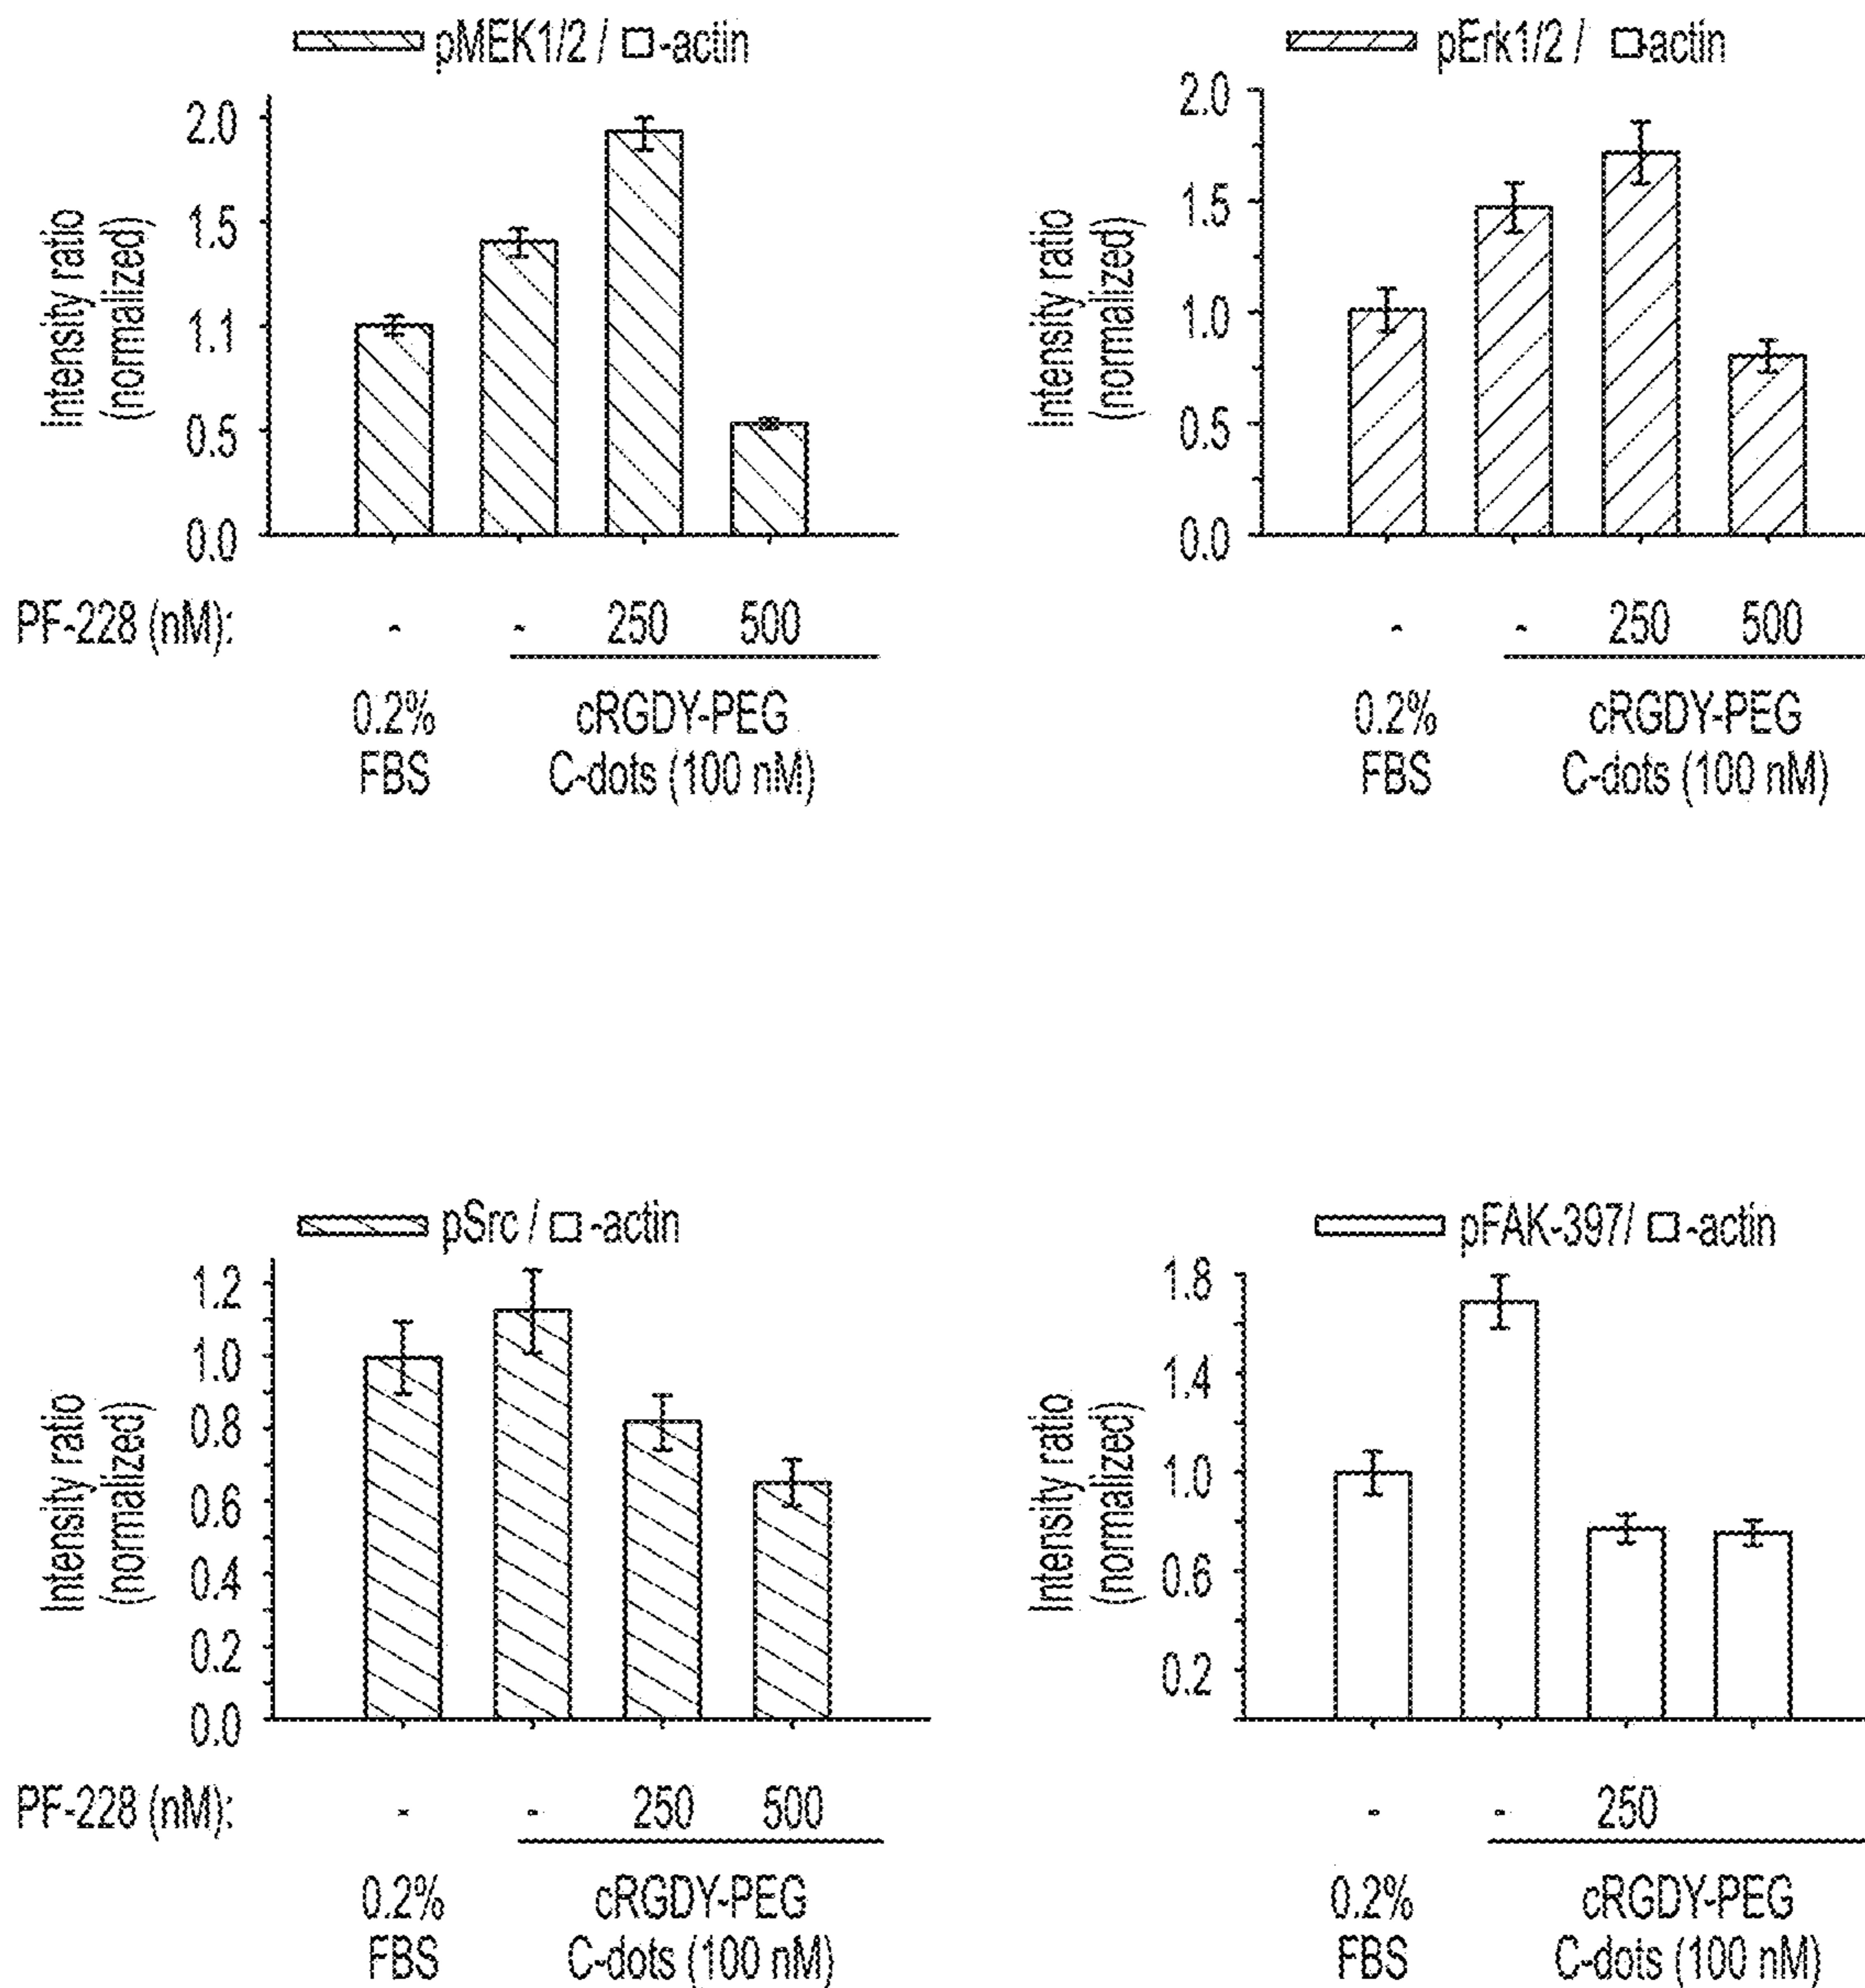 pMEK1/2 / □-actin
Intensity ratio
(normalized)
2.0
1.5
1.1
0.5
0.0
PF-228 (nM): - - 250 500
0.2%
FBS
cRGDY-PEG
C-dots (100 nM)
pErk1/2 / □-actin
Intensity ratio
(normalized)
2.0
1.5
1.0
0.5
0.0
- - 250 500
0.2%
FBS
cRGDY-PEG
C-dots (100 nM)
pSrc / □-actin
Intensity ratio
(normalized)
1.2
1.0
0.8
0.6
0.4
0.2
0.0
PF-228 (nM): - - 250 500
0.2%
FBS
cRGDY-PEG
C-dots (100 nM)
pFAK-397/ □-actin
Intensity ratio
(normalized)
1.8
1.4
1.0
0.6
0.2
- - 250
0.2%
FBS
cRGDY-PEG
C-dots (100 nM)